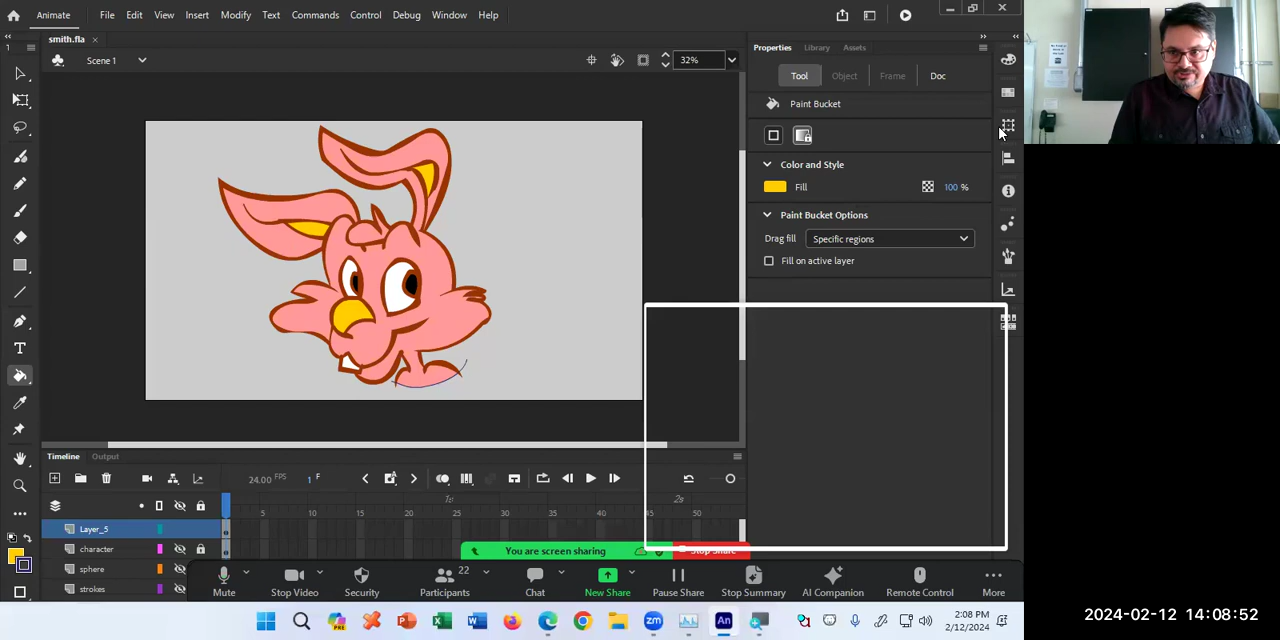 Animate File Edit View Insert Modify Text Commands Control Debug Window Help
smith.fla
Scene 1 32%
Properties Library Assets
Tool Object Frame Doc
Paint Bucket
Color and Style
Fill 100 %
Paint Bucket Options
Drag fill Specific regions
Fill on active layer
Timeline Output
24.00 FPS 1 F
1s 2s
5 10 15 20 25 30 35 40 45 50
Layer_5
character
sphere
strokes
You are screen sharing Stop Share
22
Mute Stop Video Security Participants Chat New Share Pause Share Stop Summary AI Companion Remote Control More
2:08 PM
2/12/2024
2024-02-12 14:08:52